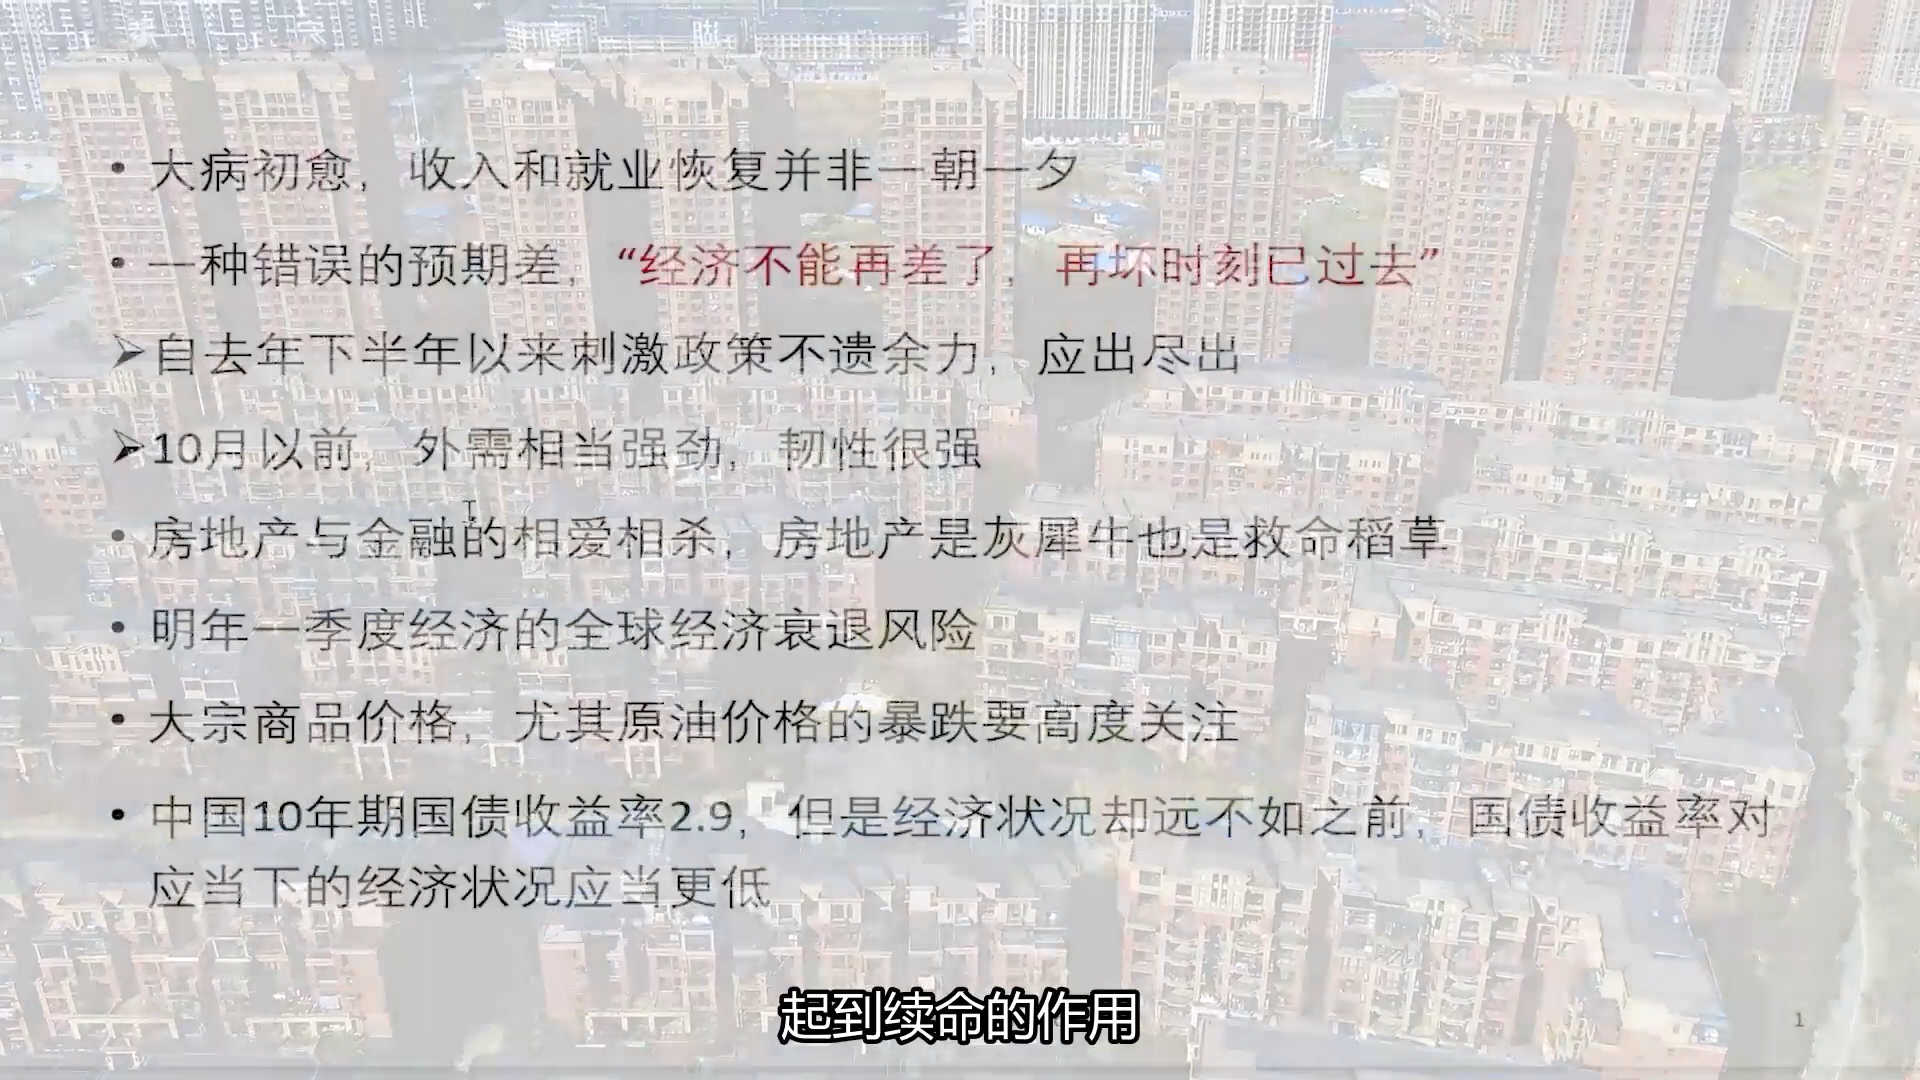 • 大病初愈，收入和就业恢复并非一朝一夕
• 一种错误的预期差，“经济不能再差了，再坏时刻已过去”
➢自去年下半年以来刺激政策不遗余力，应出尽出
➢10月以前，外需相当强劲，韧性很强
• 房地产与金融的相爱相杀，房地产是灰犀牛也是救命稻草
• 明年一季度经济的全球经济衰退风险
• 大宗商品价格，尤其原油价格的暴跌要高度关注
• 中国10年期国债收益率2.9，但是经济状况却远不如之前，国债收益率对
应当下的经济状况应当更低
起到续命的作用
1